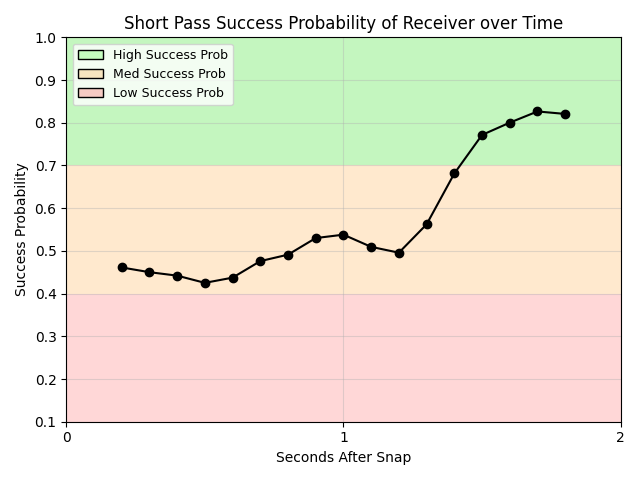 Short Pass Success Probability of Receiver over Time
High Success Prob
Med Success Prob
Low Success Prob
1.0
0.9
0.8
0.7
0.6
0.5
0.4
0.3
0.2
0.1
Success Probability
0 1 2
Seconds After Snap